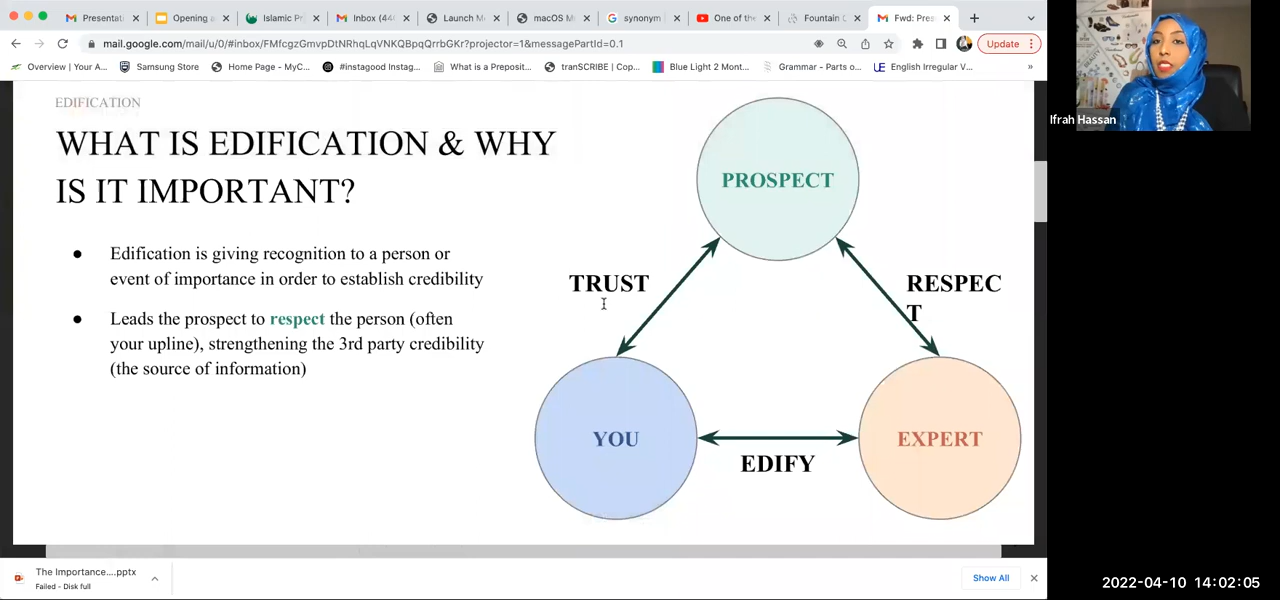 Presentat
Opening a
Islamic Pr
Inbox (44
Launch M
macOS M
synonym
One of the
Fountain C
Fwd: Pres
mail.google.com/mail/u/0/#inbox/FMfcgzGmvpDtNRhqLqVNKQBpqQrrbGKr?projector=1&messagePartId=0.1
Update
Overview | Your A...
Samsung Store
Home Page - MyC...
#instagood Instag...
What is a Preposit...
tranSCRIBE | Cop...
Blue Light 2 Mont...
Grammar - Parts o...
English Irregular V...
»
EDIFICATION
WHAT IS EDIFICATION & WHY
IS IT IMPORTANT?
● Edification is giving recognition to a person or
event of importance in order to establish credibility
● Leads the prospect to respect the person (often
your upline), strengthening the 3rd party credibility
(the source of information)
PROSPECT
TRUST
RESPEC
T
YOU
EXPERT
EDIFY
Ifrah Hassan
The Importance....pptx
Failed - Disk full
Show All
2022-04-10 14:02:05